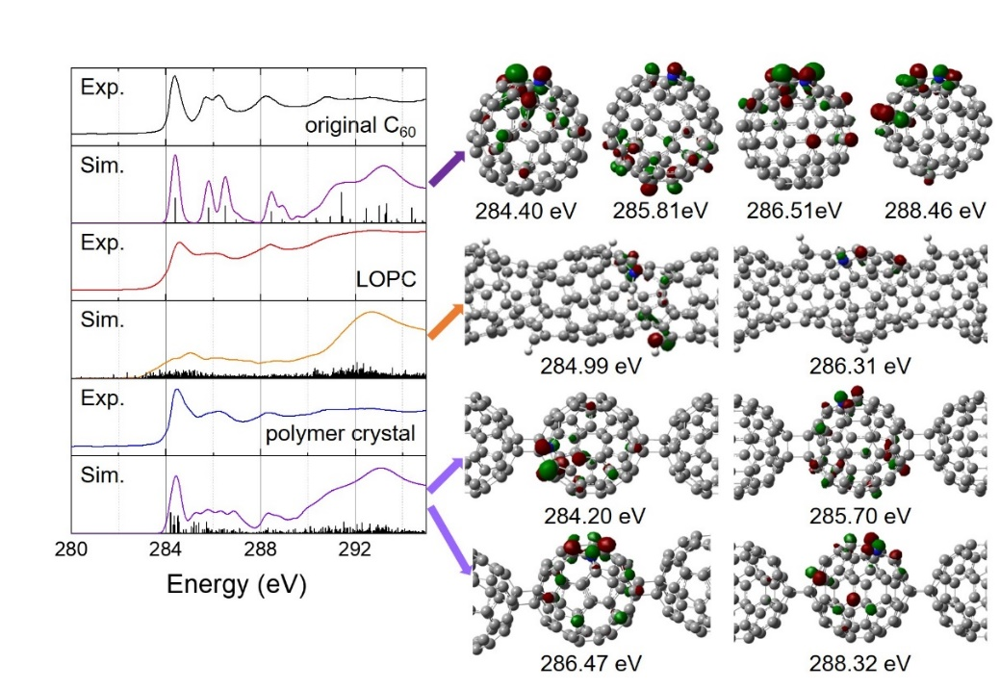 Exp.
original C₆₀
Sim.
Exp.
LOPC
Sim.
Exp.
polymer crystal
Sim.
280 284 288 292
Energy (eV)
284.40 eV 285.81eV 286.51eV 288.46 eV
284.99 eV 286.31 eV
284.20 eV 285.70 eV
286.47 eV 288.32 eV